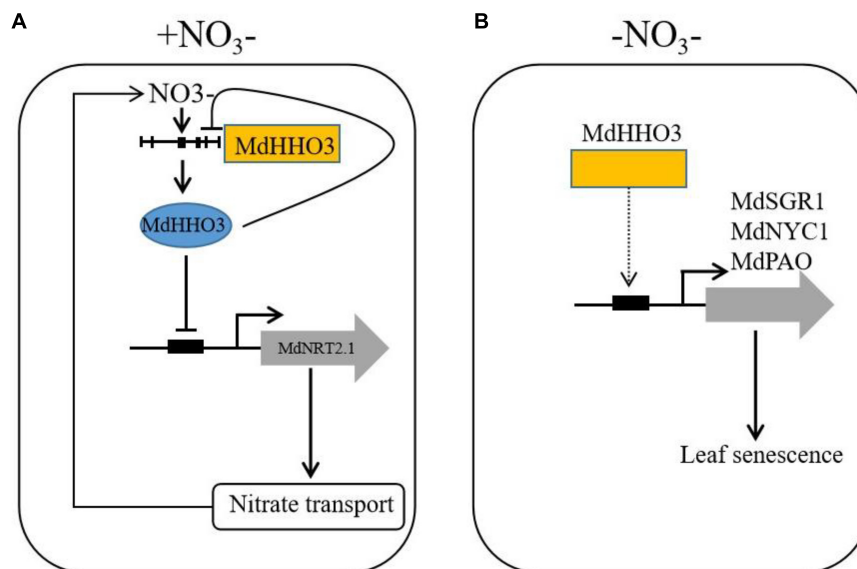 A
+NO₃-
NO3-
MdHHO3
MdHHO3
MdNRT2.1
Nitrate transport
B
-NO₃-
MdHHO3
MdSGR1
MdNYC1
MdPAO
Leaf senescence